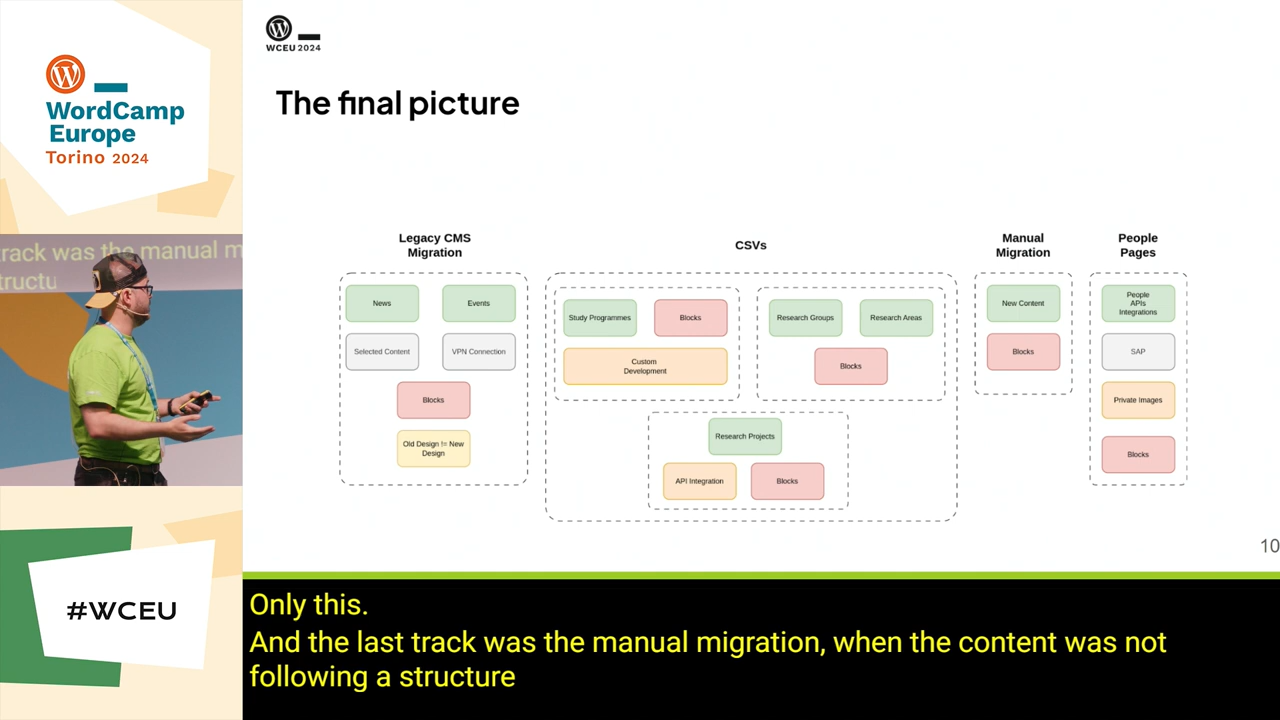 WordCamp
Europe
Torino 2024
track was the manual m
tructu
#WCEU
WCEU 2024
The final picture
Legacy CMS
Migration
News
Events
Selected Content
VPN Connection
Blocks
Old Design != New
Design
CSVs
Study Programmes
Blocks
Custom
Development
Research Groups
Research Areas
Blocks
Research Projects
API Integration
Blocks
Manual
Migration
New Content
Blocks
People
Pages
People
APIs
Integrations
SAP
Private Images
Blocks
10
Only this.
And the last track was the manual migration, when the content was not
following a structure